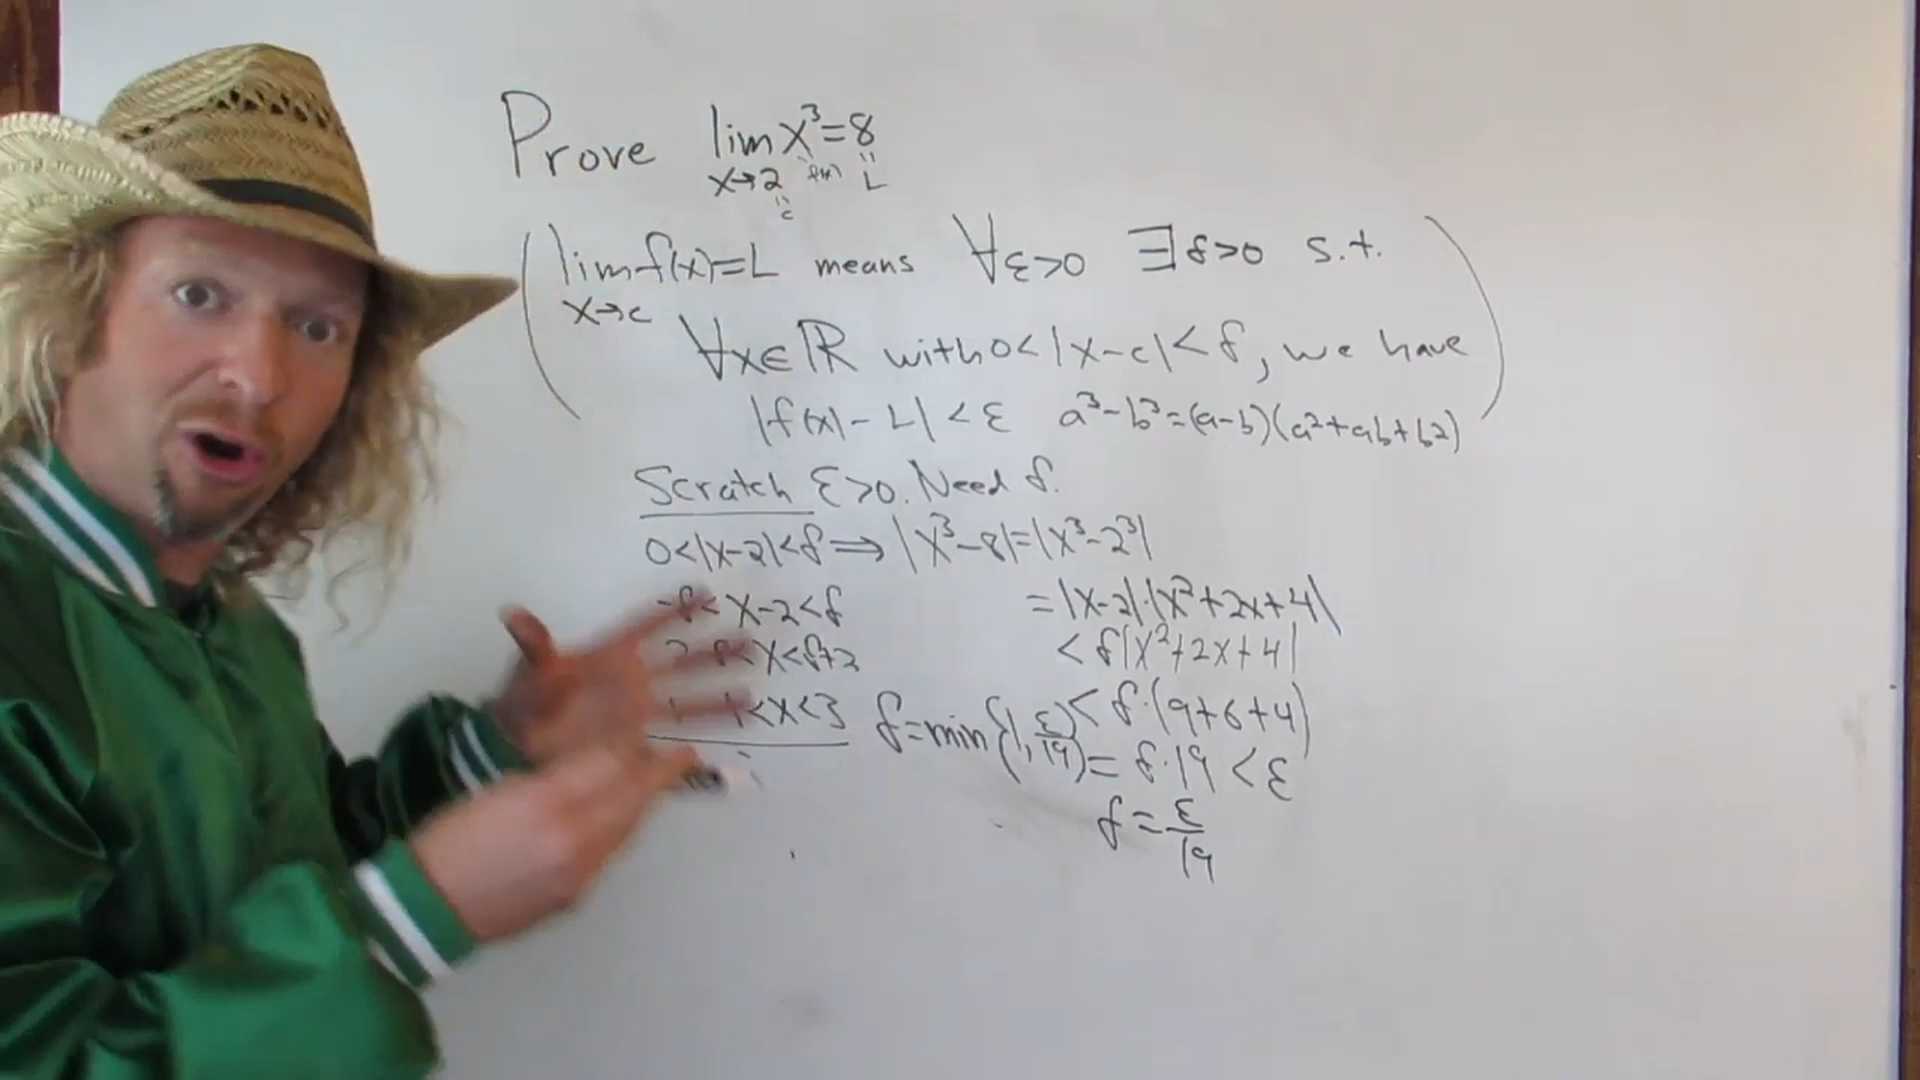 Prove lim x³=8
x→2 f(x) L
c
lim f(x)=L means ∀ε>0 ∃δ>0 s.t.
x→c
∀x∈ℝ with 0<|x-c|<δ, we have
|f(x)-L|<ε a³-b³=(a-b)(a²+ab+b²)
Scratch ε>0. Need δ.
0<|x-2|<δ ⟹ |x³-8|=|x³-2³|
-δ<x-2<δ =|x-2|·|x²+2x+4|
x<δ+2 <δ|x²+2x+4|
1<x<3 δ=min{1, ε/19} <δ·(9+6+4)
=δ·19<ε
δ=ε/19